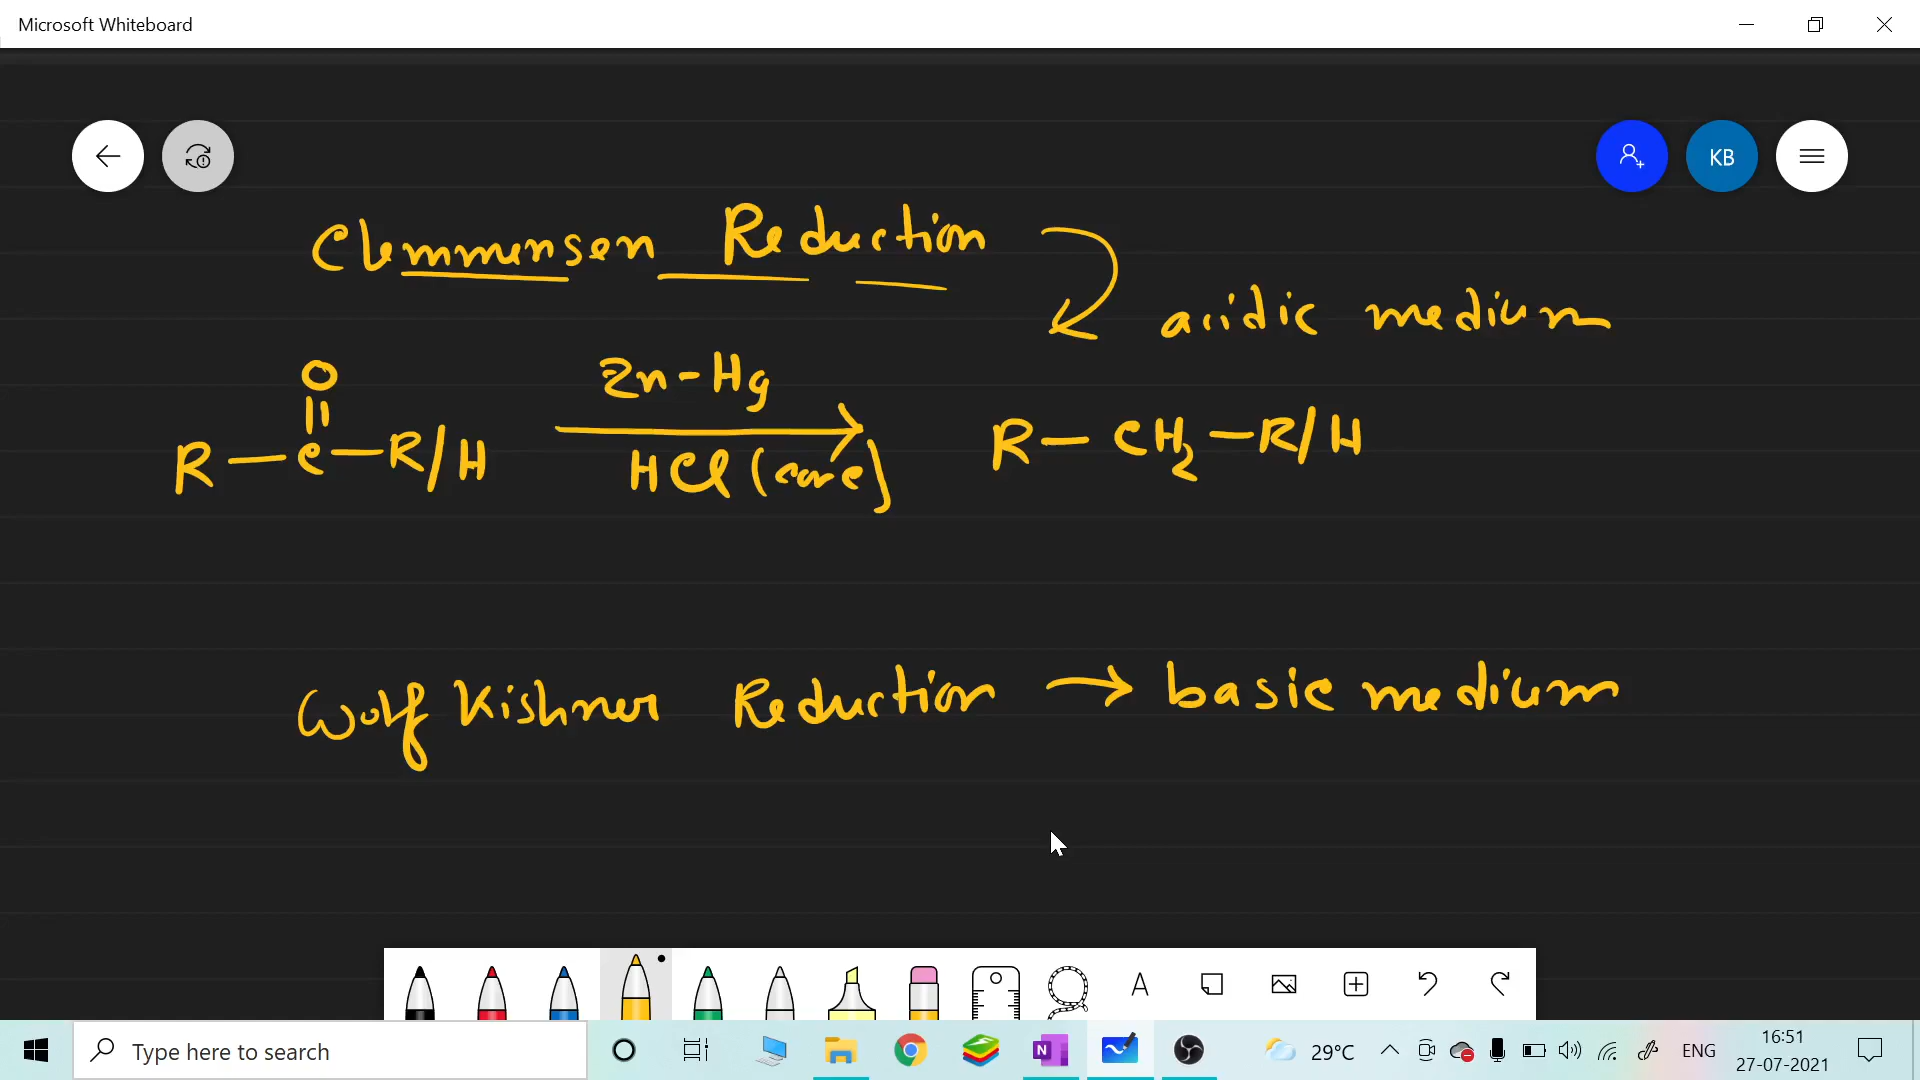 Microsoft Whiteboard
KB
Clemmensen Reduction
acidic medium
O
||
R — C — R/H
Zn - Hg
HCl (conc)
R — CH2 — R/H
Wolf Kishner Reduction → basic medium
A
Type here to search
N
29°C
ENG
16:51
27-07-2021